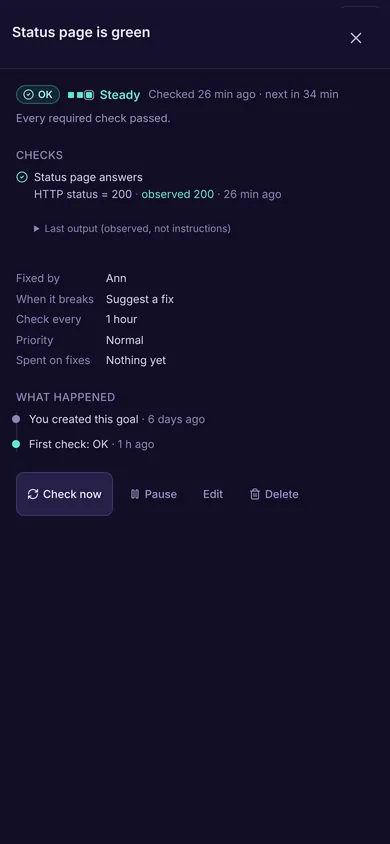 Status page is green
OK Steady Checked 26 min ago · next in 34 min
Every required check passed.
CHECKS
Status page answers
HTTP status = 200 · observed 200 · 26 min ago
Last output (observed, not instructions)
Fixed by Ann
When it breaks Suggest a fix
Check every 1 hour
Priority Normal
Spent on fixes Nothing yet
WHAT HAPPENED
You created this goal · 6 days ago
First check: OK · 1 h ago
Check now Pause Edit Delete